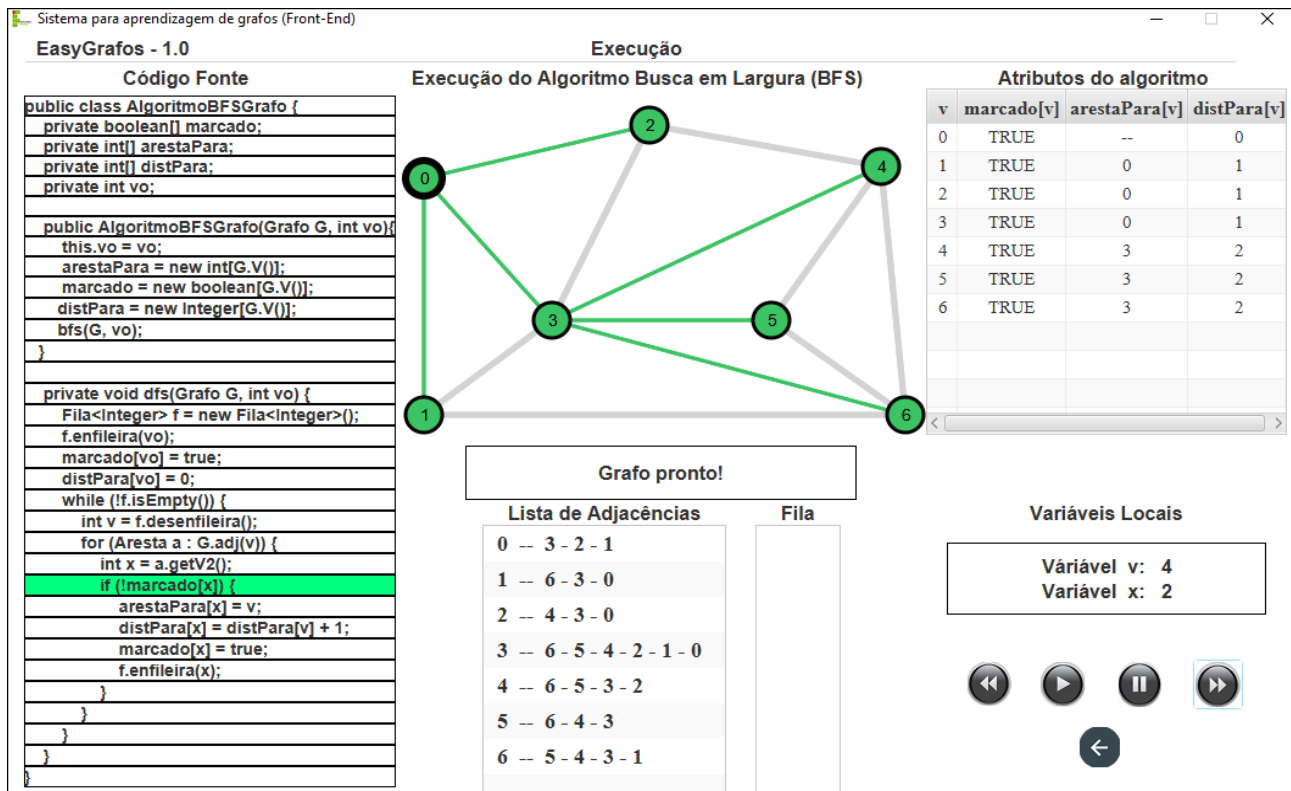 Sistema para aprendizagem de grafos (Front-End)
EasyGrafos - 1.0
Execução
Código Fonte
public class AlgoritmoBFSGrafo {
private boolean[] marcado;
private int[] arestaPara;
private int[] distPara;
private int vo;
public AlgoritmoBFSGrafo(Grafo G, int vo){
this.vo = vo;
arestaPara = new int[G.V()];
marcado = new boolean[G.V()];
distPara = new Integer[G.V()];
bfs(G, vo);
}
private void dfs(Grafo G, int vo) {
Fila<Integer> f = new Fila<Integer>();
f.enfileira(vo);
marcado[vo] = true;
distPara[vo] = 0;
while (!f.isEmpty()) {
int v = f.desenfileira();
for (Aresta a : G.adj(v)) {
int x = a.getV2();
if (!marcado[x]) {
arestaPara[x] = v;
distPara[x] = distPara[v] + 1;
marcado[x] = true;
f.enfileira(x);
}
}
}
}
}
Execução do Algoritmo Busca em Largura (BFS)
2
4
0
3
5
1
6
Grafo pronto!
Lista de Adjacências
0 -- 3 - 2 - 1
1 -- 6 - 3 - 0
2 -- 4 - 3 - 0
3 -- 6 - 5 - 4 - 2 - 1 - 0
4 -- 6 - 5 - 3 - 2
5 -- 6 - 4 - 3
6 -- 5 - 4 - 3 - 1
Fila
Atributos do algoritmo
v marcado[v] arestaPara[v] distPara[v]
0 TRUE -- 0
1 TRUE 0 1
2 TRUE 0 1
3 TRUE 0 1
4 TRUE 3 2
5 TRUE 3 2
6 TRUE 3 2
Variáveis Locais
Váriável v: 4
Variável x: 2